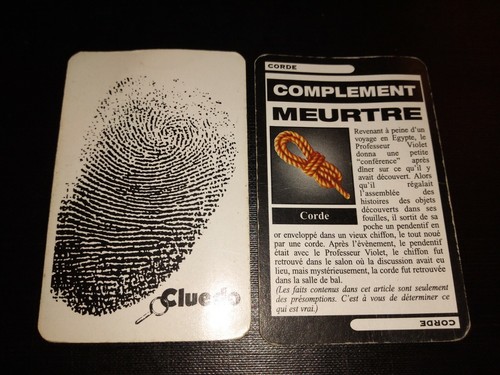 Cluedo
CORDE
COMPLEMENT
MEURTRE
Revenant à peine d'un
voyage en Egypte, le
Professeur Violet
donna une petite
"conférence" après
dîner sur ce qu'il y
avait découvert. Alors
qu'il régalait
l'assemblée des
histoires des objets
découverts dans ses
fouilles, il sortit de sa
poche un pendentif en
Corde
or enveloppé dans un vieux chiffon, le tout noué
par une corde. Après l'évènement, le pendentif
était avec le Professeur Violet, le chiffon fut
retrouvé dans le salon où la discussion avait eu
lieu, mais mystérieusement, la corde fut retrouvée
dans la salle de bal.
(Les faits contenus dans cet article sont seulement
des présomptions. C'est à vous de déterminer ce
qui est vrai.)
CORDE